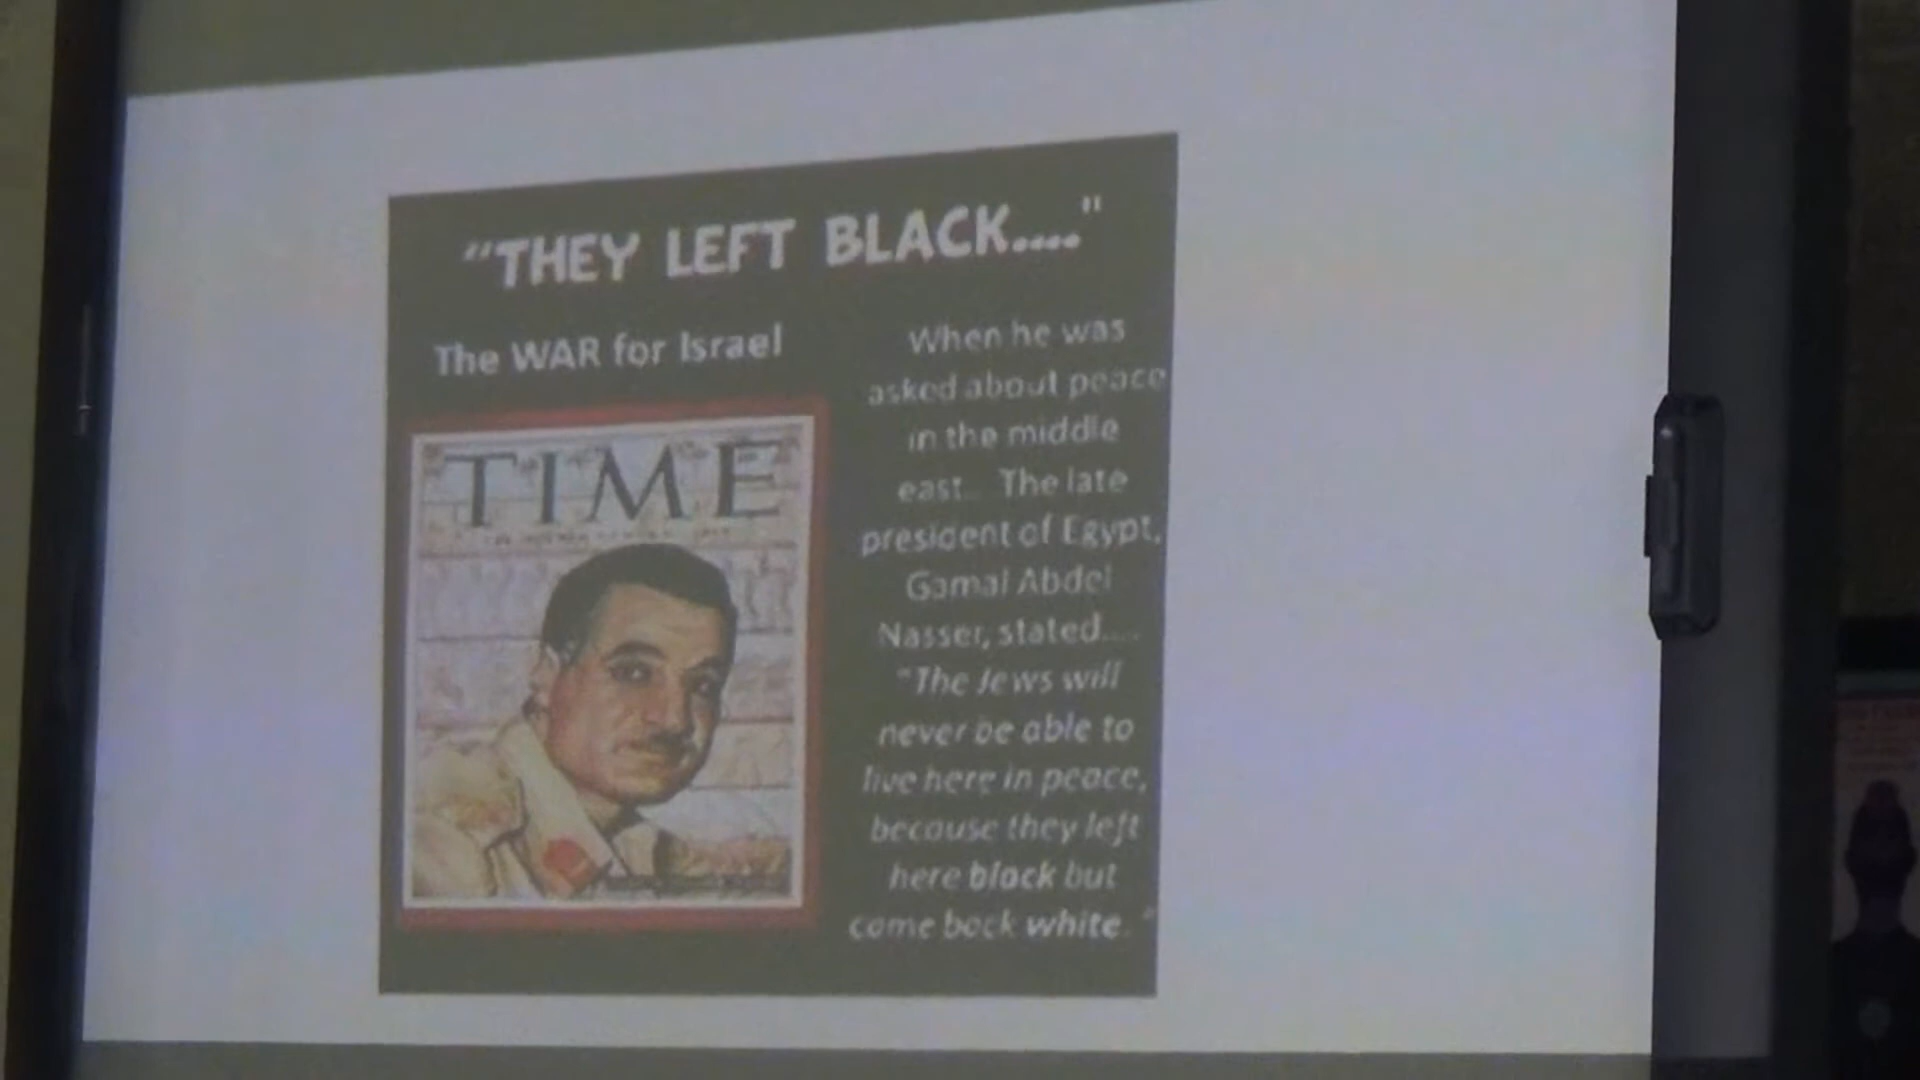 "THEY LEFT BLACK...."
The WAR for Israel
TIME
When he was
asked about peace
in the middle
east.. The late
president of Egypt,
Gamal Abdel
Nasser, stated....
"The Jews will
never be able to
live here in peace,
because they left
here black but
came back white."